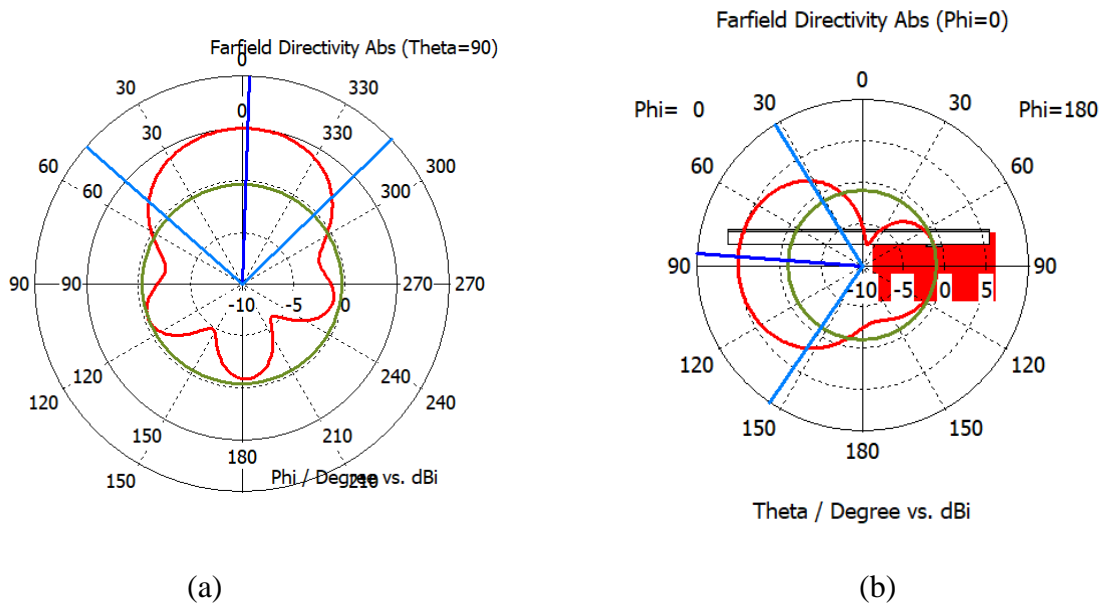 Farfield Directivity Abs (Theta=90)
0
30 330
0
30 330
60 300
60 300
90 90 -10 -5 0 270 270
120 240
120 240
150 210
180
150 Phi / Degree vs. dBi 210
(a)
Farfield Directivity Abs (Phi=0)
0
Phi= 0 30 30 Phi=180
60 60
90 -10 -5 0 5 90
120 120
150 150
180
Theta / Degree vs. dBi
(b)